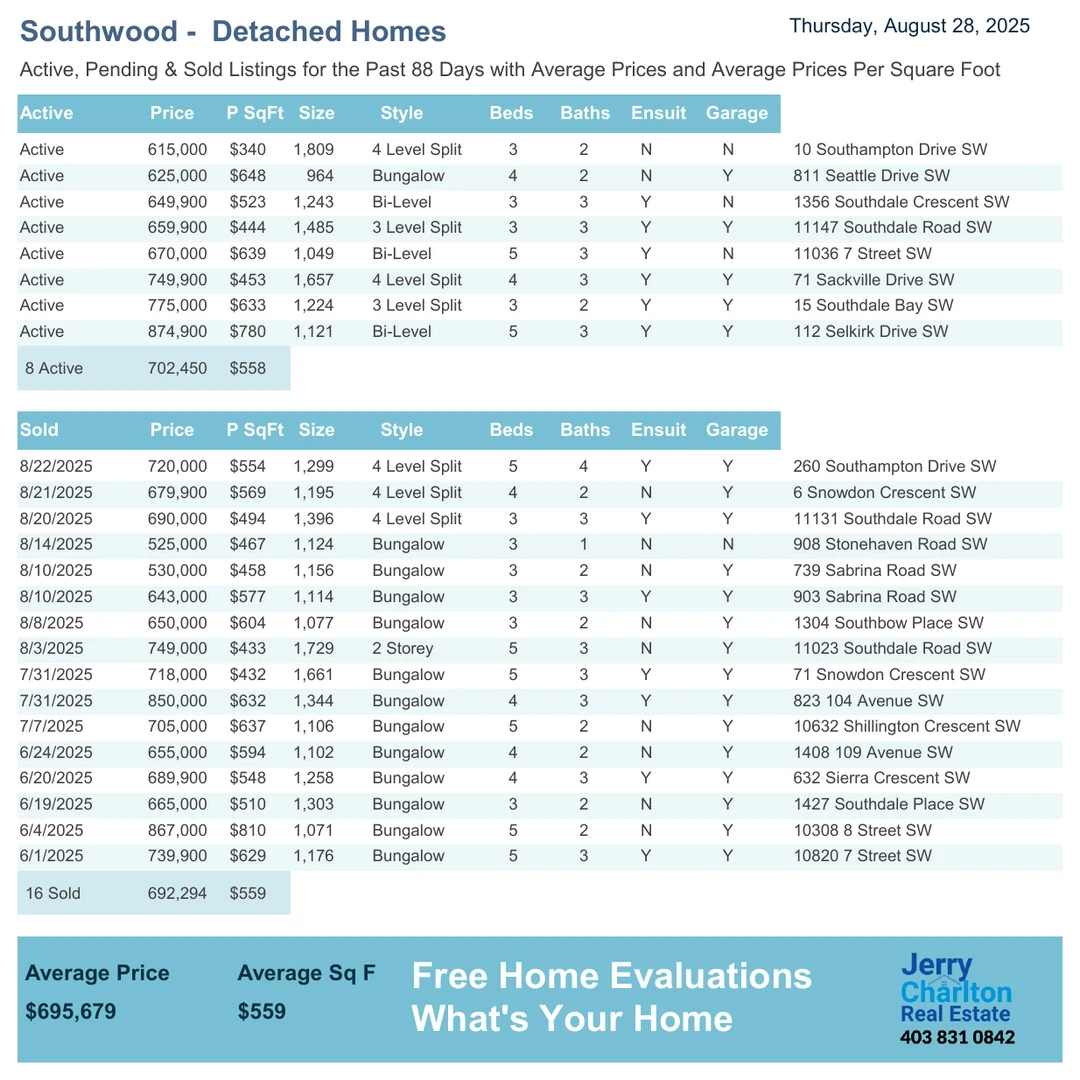 Southwood - Detached Homes
Thursday, August 28, 2025
Active, Pending & Sold Listings for the Past 88 Days with Average Prices and Average Prices Per Square Foot
Active Price P SqFt Size Style Beds Baths Ensuit Garage
Active 615,000 $340 1,809 4 Level Split 3 2 N N 10 Southampton Drive SW
Active 625,000 $648 964 Bungalow 4 2 N Y 811 Seattle Drive SW
Active 649,900 $523 1,243 Bi-Level 3 3 Y N 1356 Southdale Crescent SW
Active 659,900 $444 1,485 3 Level Split 3 3 Y Y 11147 Southdale Road SW
Active 670,000 $639 1,049 Bi-Level 5 3 Y N 11036 7 Street SW
Active 749,900 $453 1,657 4 Level Split 4 3 Y Y 71 Sackville Drive SW
Active 775,000 $633 1,224 3 Level Split 3 2 Y Y 15 Southdale Bay SW
Active 874,900 $780 1,121 Bi-Level 5 3 Y Y 112 Selkirk Drive SW
8 Active 702,450 $558
Sold Price P SqFt Size Style Beds Baths Ensuit Garage
8/22/2025 720,000 $554 1,299 4 Level Split 5 4 Y Y 260 Southampton Drive SW
8/21/2025 679,900 $569 1,195 4 Level Split 4 2 N Y 6 Snowdon Crescent SW
8/20/2025 690,000 $494 1,396 4 Level Split 3 3 Y Y 11131 Southdale Road SW
8/14/2025 525,000 $467 1,124 Bungalow 3 1 N N 908 Stonehaven Road SW
8/10/2025 530,000 $458 1,156 Bungalow 3 2 N Y 739 Sabrina Road SW
8/10/2025 643,000 $577 1,114 Bungalow 3 3 Y Y 903 Sabrina Road SW
8/8/2025 650,000 $604 1,077 Bungalow 3 2 N Y 1304 Southbow Place SW
8/3/2025 749,000 $433 1,729 2 Storey 5 3 N Y 11023 Southdale Road SW
7/31/2025 718,000 $432 1,661 Bungalow 5 3 Y Y 71 Snowdon Crescent SW
7/31/2025 850,000 $632 1,344 Bungalow 4 3 Y Y 823 104 Avenue SW
7/7/2025 705,000 $637 1,106 Bungalow 5 2 N Y 10632 Shillington Crescent SW
6/24/2025 655,000 $594 1,102 Bungalow 4 2 N Y 1408 109 Avenue SW
6/20/2025 689,900 $548 1,258 Bungalow 4 3 Y Y 632 Sierra Crescent SW
6/19/2025 665,000 $510 1,303 Bungalow 3 2 N Y 1427 Southdale Place SW
6/4/2025 867,000 $810 1,071 Bungalow 5 2 N Y 10308 8 Street SW
6/1/2025 739,900 $629 1,176 Bungalow 5 3 Y Y 10820 7 Street SW
16 Sold 692,294 $559
Average Price Average Sq F
$695,679 $559
Free Home Evaluations
What's Your Home
Jerry
Charlton
Real Estate
403 831 0842